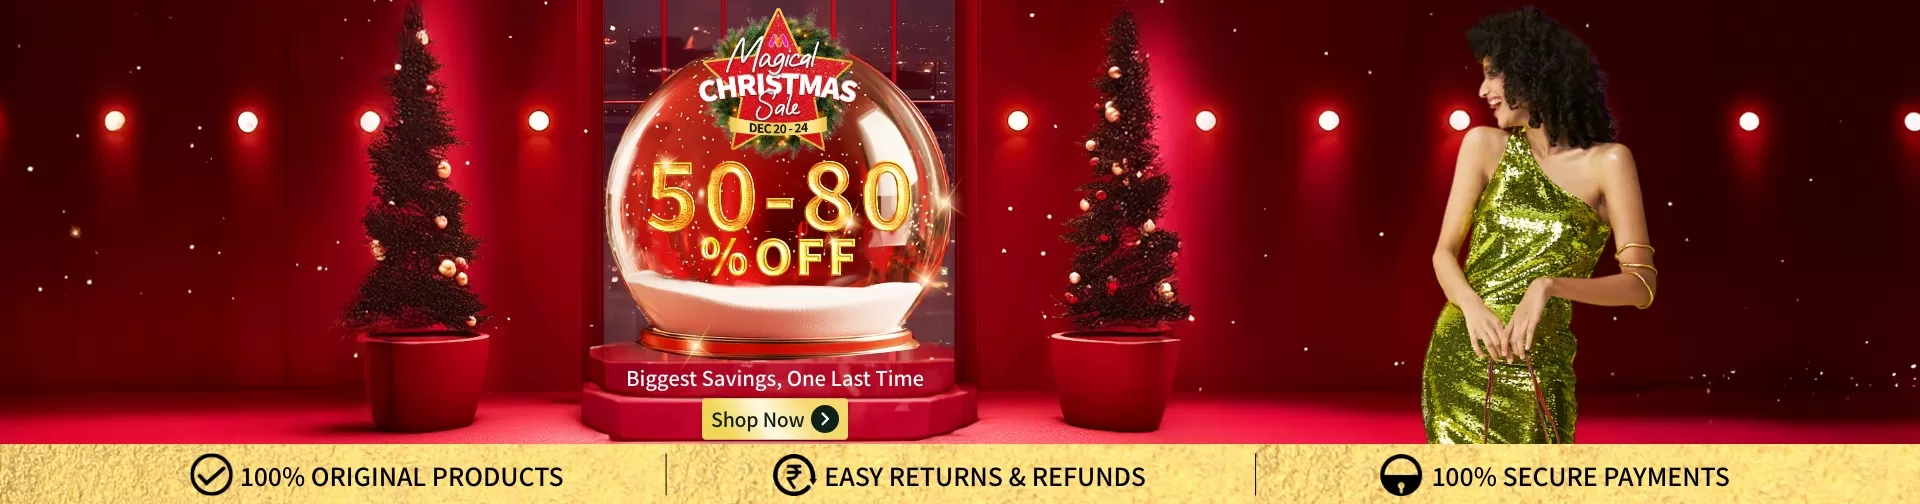 Magical
CHRISTMAS
Sale
DEC 20 - 24
50-80
% OFF
Biggest Savings, One Last Time
Shop Now
100% ORIGINAL PRODUCTS
EASY RETURNS & REFUNDS
100% SECURE PAYMENTS